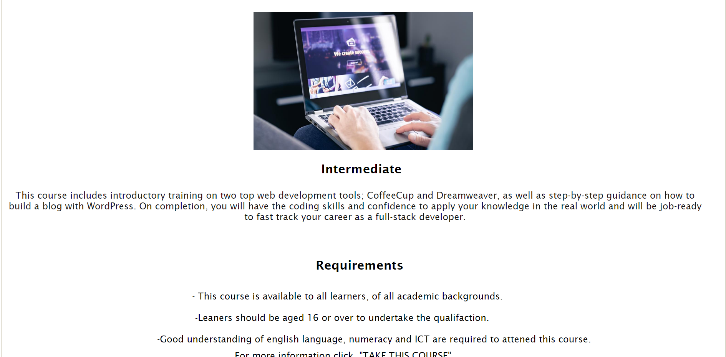 We create awesome
Intermediate
This course includes introductory training on two top web development tools; CoffeeCup and Dreamweaver, as well as step-by-step guidance on how to
build a blog with WordPress. On completion, you will have the coding skills and confidence to apply your knowledge in the real world and will be job-ready
to fast track your career as a full-stack developer.
Requirements
- This course is available to all learners, of all academic backgrounds.
-Leaners should be aged 16 or over to undertake the qualifaction.
-Good understanding of english language, numeracy and ICT are required to attened this course.
For more information click "TAKE THIS COURSE"